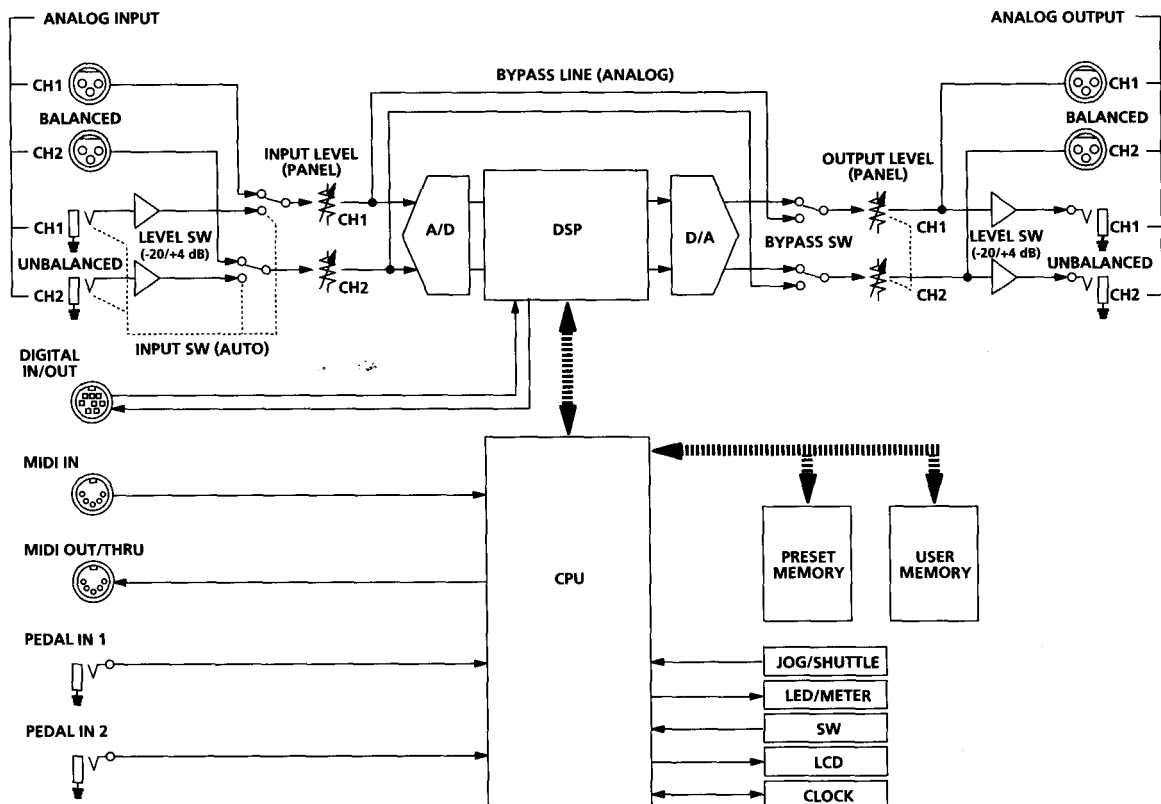 ANALOG INPUT
ANALOG OUTPUT
CH1
BALANCED
CH2
CH1
UNBALANCED
CH2
LEVEL SW
(-20/+4 dB)
INPUT SW (AUTO)
INPUT LEVEL
(PANEL)
CH1
CH2
BYPASS LINE (ANALOG)
A/D
DSP
D/A
BYPASS SW
OUTPUT LEVEL
(PANEL)
CH1
CH2
LEVEL SW
(-20/+4 dB)
CH1
BALANCED
CH2
CH1
UNBALANCED
CH2
DIGITAL
IN/OUT
MIDI IN
MIDI OUT/THRU
PEDAL IN 1
PEDAL IN 2
CPU
PRESET
MEMORY
USER
MEMORY
JOG/SHUTTLE
LED/METER
SW
LCD
CLOCK